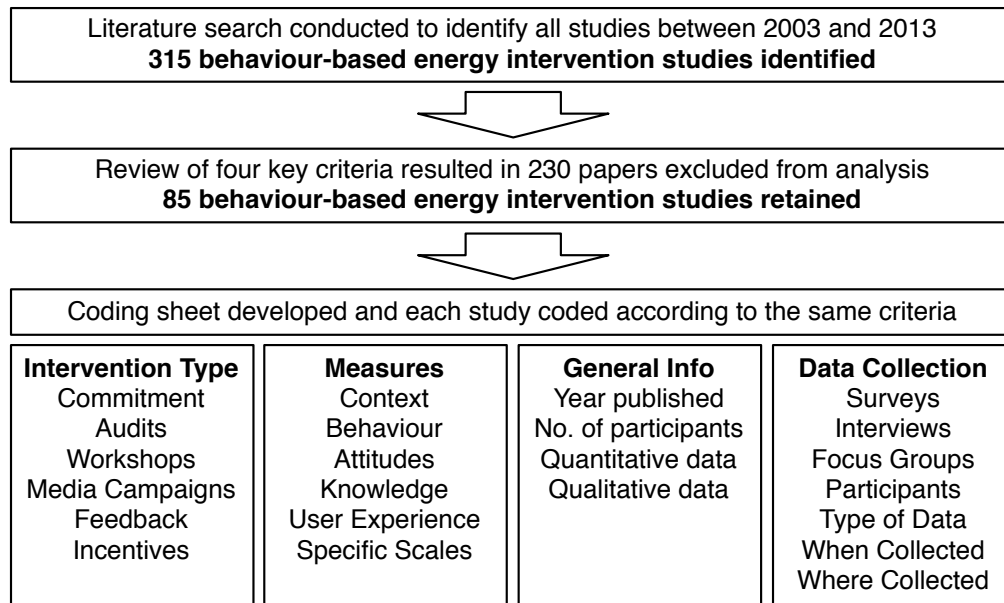 Literature search conducted to identify all studies between 2003 and 2013
315 behaviour-based energy intervention studies identified
Review of four key criteria resulted in 230 papers excluded from analysis
85 behaviour-based energy intervention studies retained
Coding sheet developed and each study coded according to the same criteria
Intervention Type
Commitment
Audits
Workshops
Media Campaigns
Feedback
Incentives
Measures
Context
Behaviour
Attitudes
Knowledge
User Experience
Specific Scales
General Info
Year published
No. of participants
Quantitative data
Qualitative data
Data Collection
Surveys
Interviews
Focus Groups
Participants
Type of Data
When Collected
Where Collected